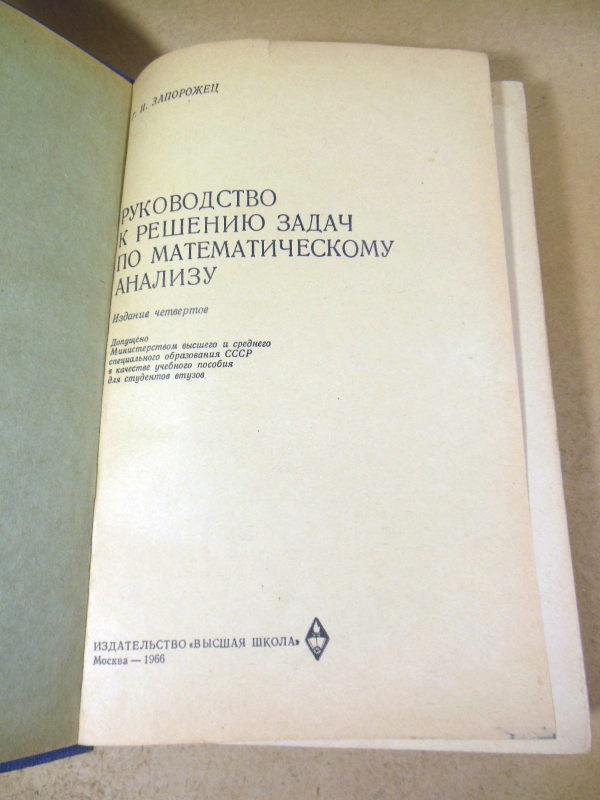 Г. И. ЗАПОРОЖЕЦ
РУКОВОДСТВО
К РЕШЕНИЮ ЗАДАЧ
ПО МАТЕМАТИЧЕСКОМУ
АНАЛИЗУ
Издание четвертое
Допущено
Министерством высшего и среднего
специального образования СССР
в качестве учебного пособия
для студентов втузов
ИЗДАТЕЛЬСТВО «ВЫСШАЯ ШКОЛА»
Москва — 1966